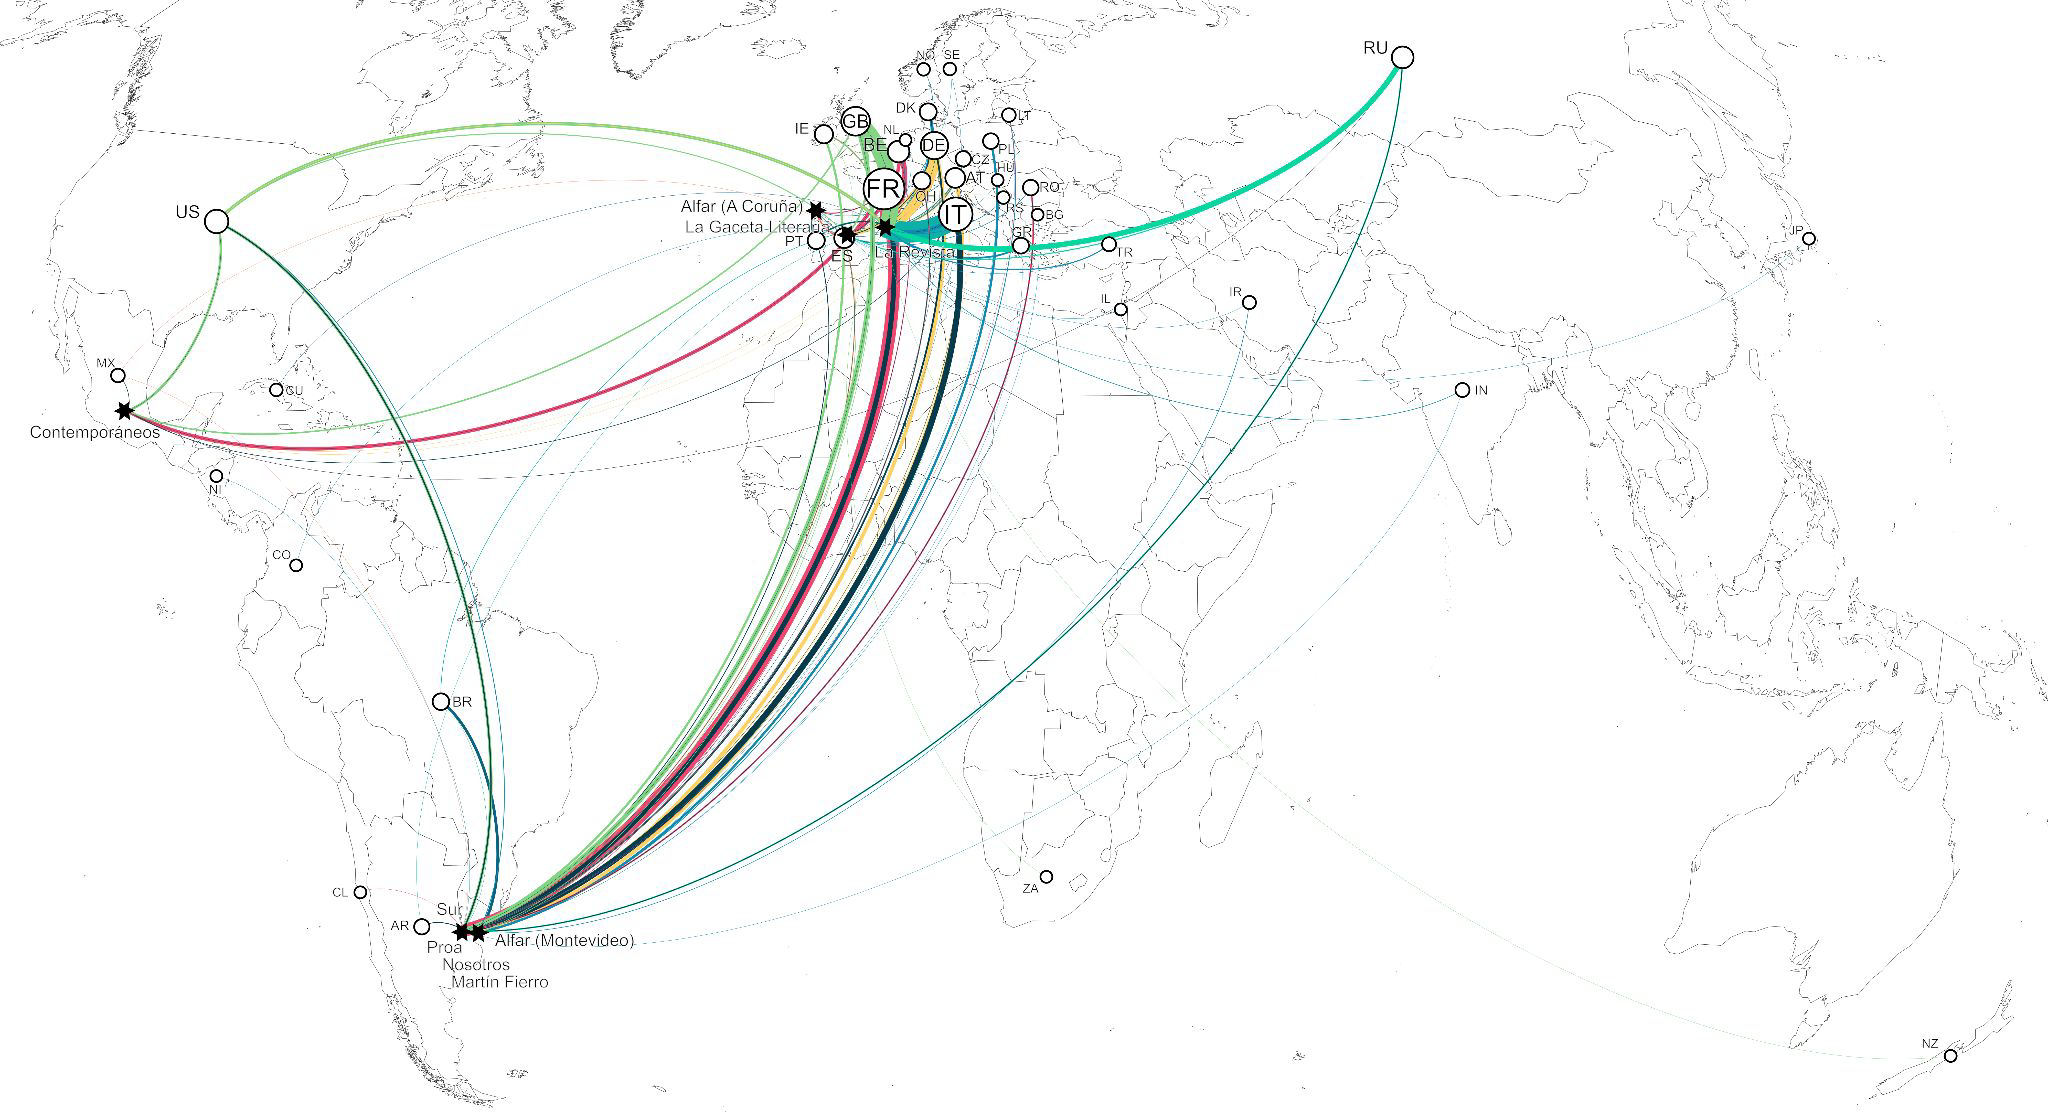 RU
NO SE
DK
LT
IE
GB
NL
BE
DE
PL
CZ
HU
FR
AT
RO
CH
RS
US
Alfar (A Coruña)
IT
BG
La Gaceta Literaria
GR
JP
PT
ES
La Revista
TR
IL
IR
MX
CU
IN
Contemporáneos
NI
CO
BR
CL
ZA
Sur
AR
Proa
Alfar (Montevideo)
Nosotros
Martín Fierro
NZ